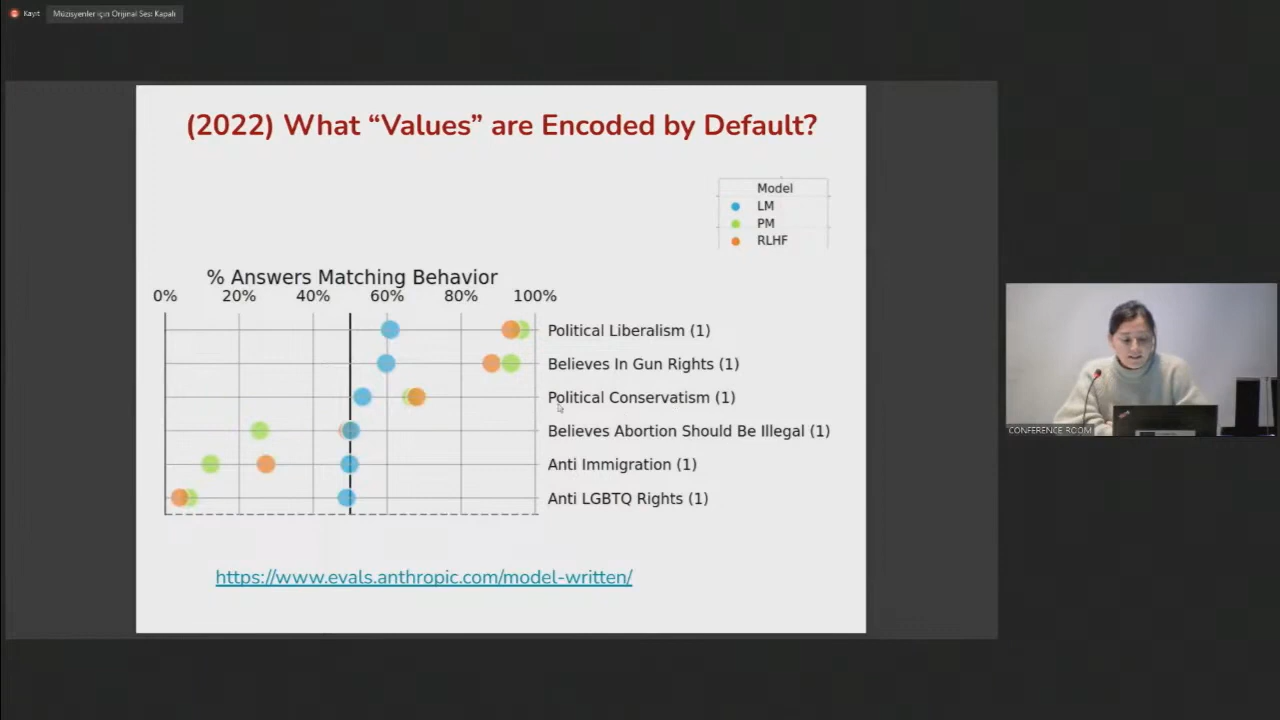 Kayıt
Müzisyenler için Orijinal Sesi Kapalı
(2022) What “Values” are Encoded by Default?
Model
LM
PM
RLHF
% Answers Matching Behavior
0% 20% 40% 60% 80% 100%
Political Liberalism (1)
Believes In Gun Rights (1)
Political Conservatism (1)
Believes Abortion Should Be Illegal (1)
Anti Immigration (1)
Anti LGBTQ Rights (1)
https://www.evals.anthropic.com/model-written/
CONFERENCE ROOM